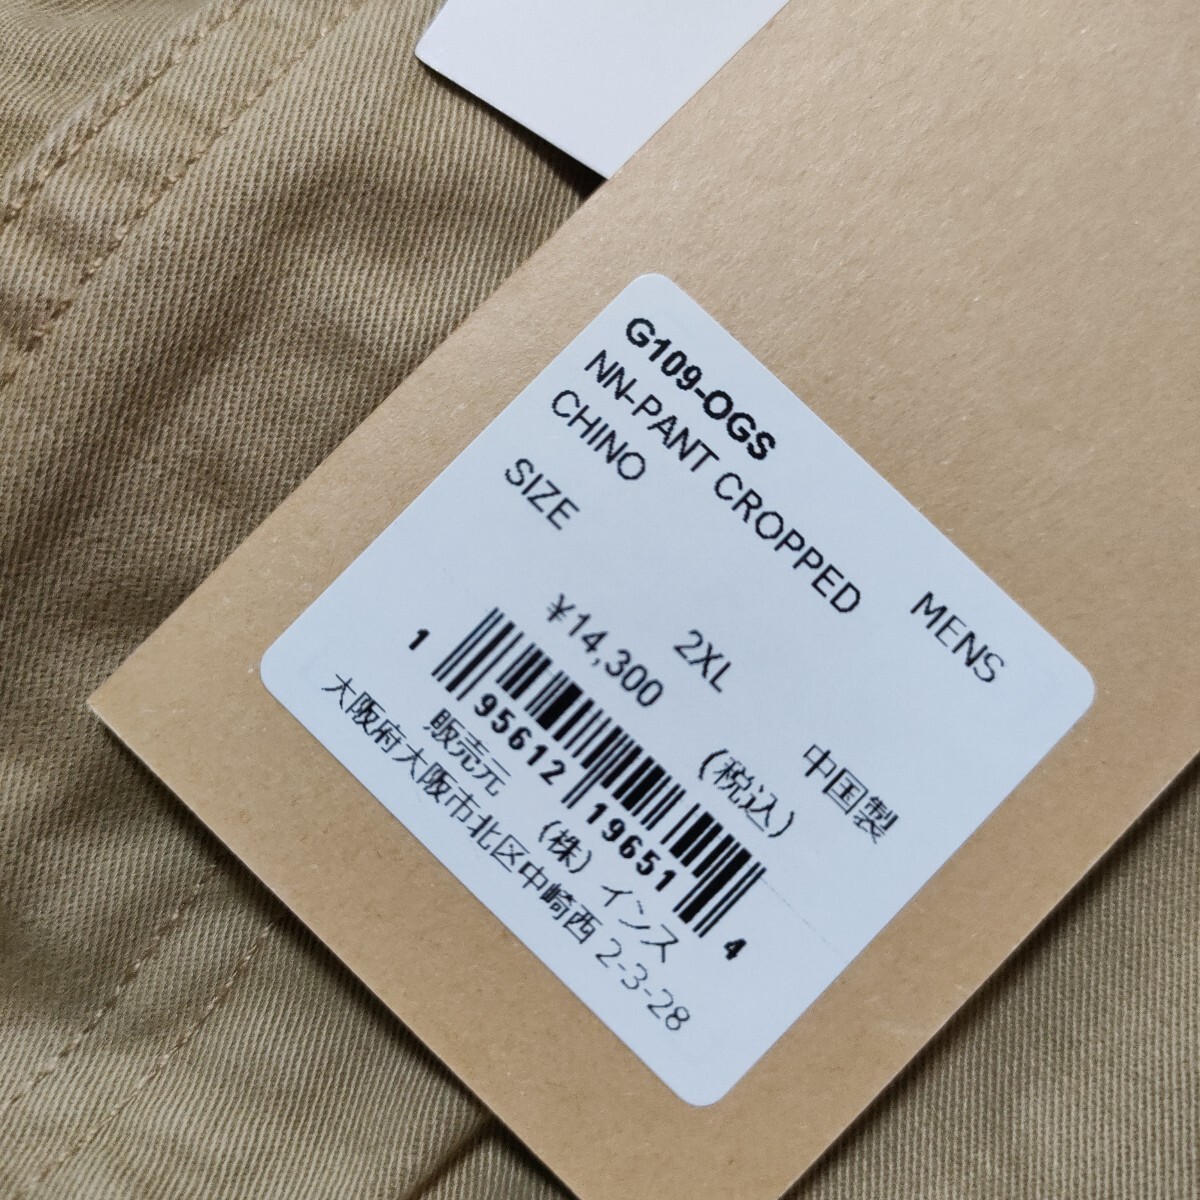 G109-OGS
NN-PANT CROPPED MENS
CHINO
SIZE 2XL 中国製
¥14,300 (税込)
1 95612 19651 4
販売元 (株) インス
大阪府大阪市北区中崎西 2-3-28